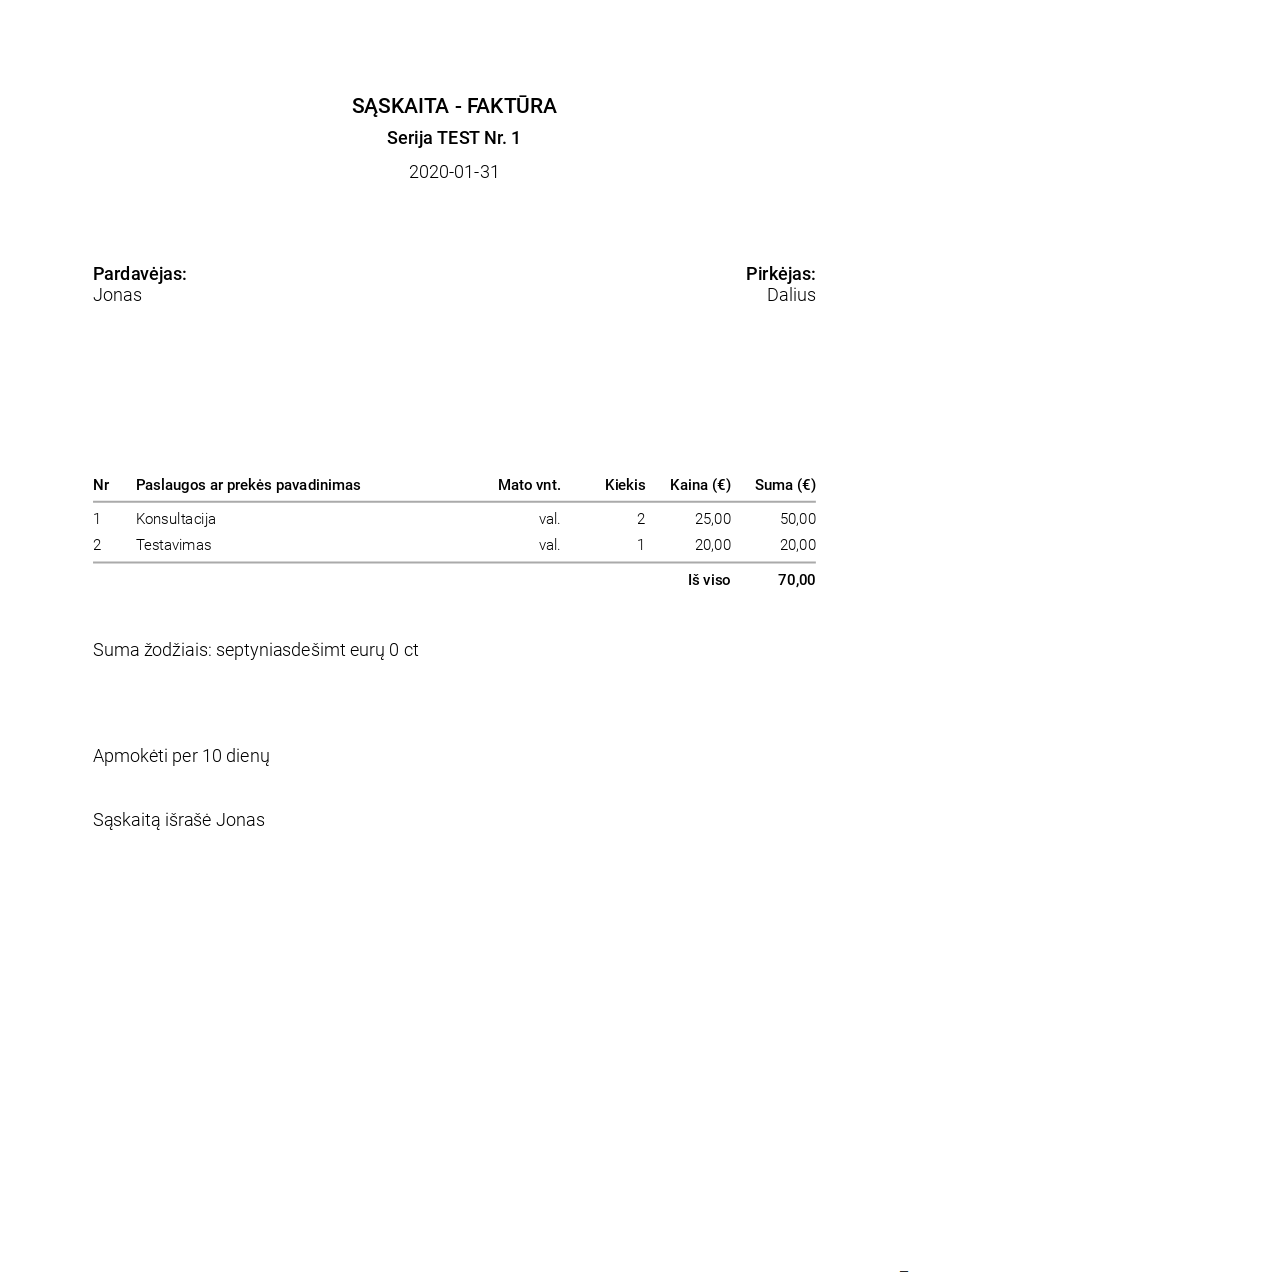 SĄSKAITA - FAKTŪRA
Serija TEST Nr. 1
2020-01-31
Pardavėjas:
Jonas
Pirkėjas:
Dalius
Nr Paslaugos ar prekės pavadinimas Mato vnt. Kiekis Kaina (€) Suma (€)
1 Konsultacija val. 2 25,00 50,00
2 Testavimas val. 1 20,00 20,00
Iš viso 70,00
Suma žodžiais: septyniasdešimt eurų 0 ct
Apmokėti per 10 dienų
Sąskaitą išrašė Jonas